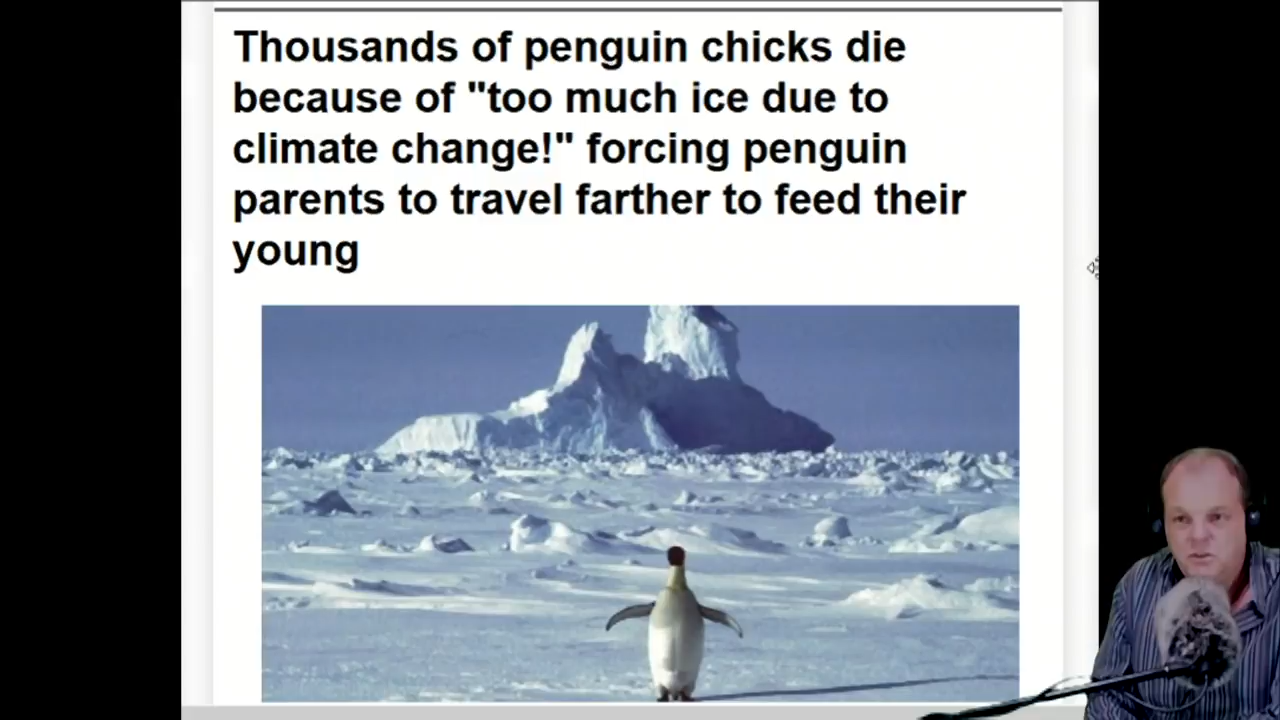 Thousands of penguin chicks die
because of "too much ice due to
climate change!" forcing penguin
parents to travel farther to feed their
young